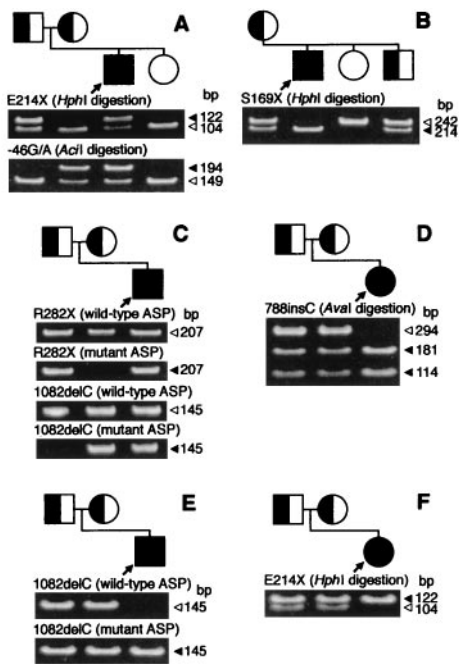 A
E214X (HphI digestion) bp
◄122
◅104
-46G/A (AciI digestion)
◄194
◅149
B
S169X (HphI digestion) bp
◅242
◄214
C
R282X (wild-type ASP) bp
◅207
R282X (mutant ASP)
◄207
1082delC (wild-type ASP)
◅145
1082delC (mutant ASP)
◄145
D
788insC (AvaI digestion) bp
◅294
◄181
◄114
E
1082delC (wild-type ASP) bp
◅145
1082delC (mutant ASP)
◄145
F
E214X (HphI digestion) bp
◄122
◅104